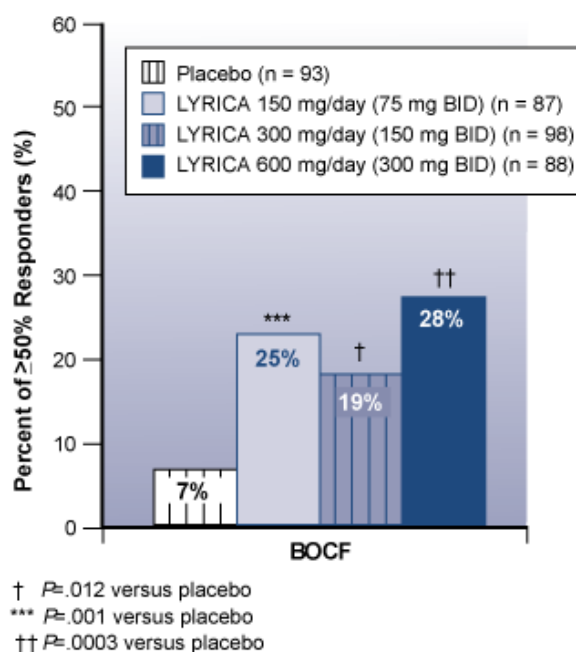 60
50
40
30
20
10
0
Percent of ≥50% Responders (%)
Placebo (n = 93)
LYRICA 150 mg/day (75 mg BID) (n = 87)
LYRICA 300 mg/day (150 mg BID) (n = 98)
LYRICA 600 mg/day (300 mg BID) (n = 88)
7%
***
25%
†
19%
††
28%
BOCF
† P=.012 versus placebo
*** P=.001 versus placebo
†† P=.0003 versus placebo